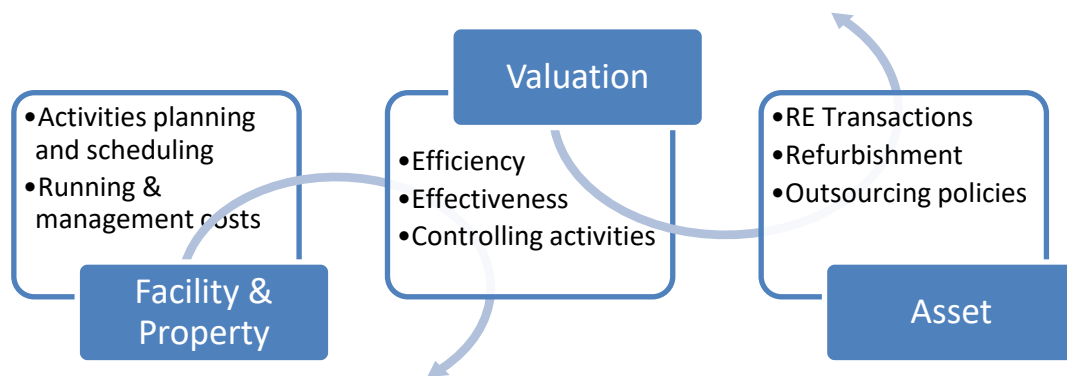 •Activities planning
and scheduling
•Running &
management costs
Facility &
Property
Valuation
•Efficiency
•Effectiveness
•Controlling activities
•RE Transactions
•Refurbishment
•Outsourcing policies
Asset